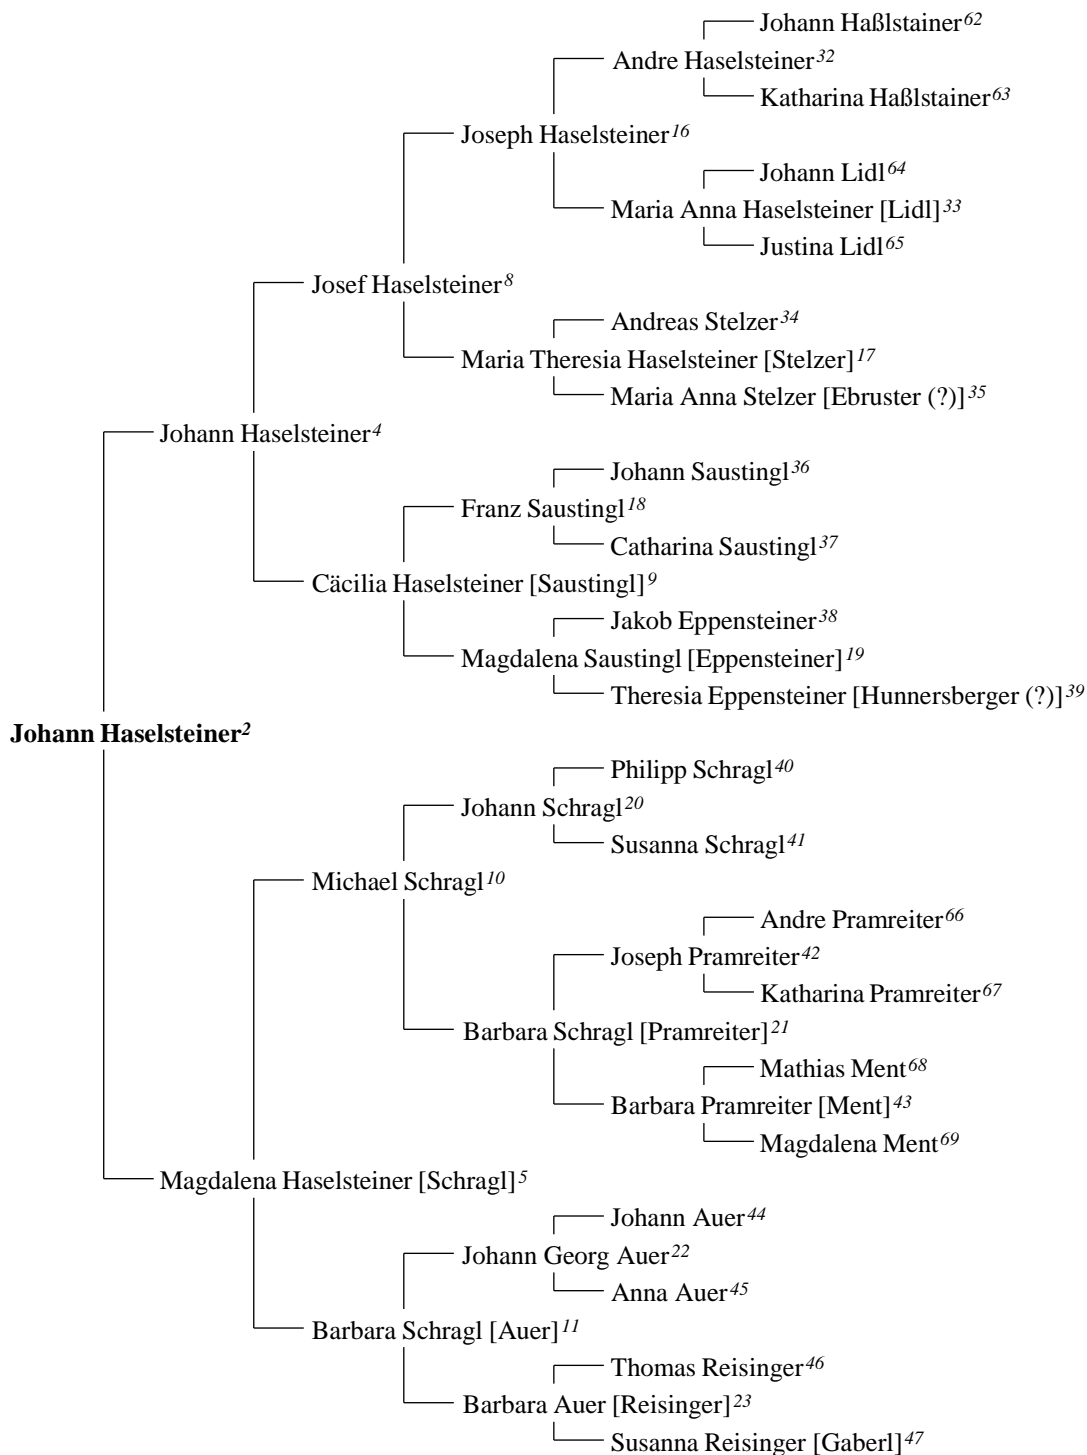 Johann Haßlstainer62
Andre Haselsteiner32
Katharina Haßlstainer63
Joseph Haselsteiner16
Johann Lidl64
Maria Anna Haselsteiner [Lidl]33
Justina Lidl65
Josef Haselsteiner8
Andreas Stelzer34
Maria Theresia Haselsteiner [Stelzer]17
Maria Anna Stelzer [Ebruster (?)]35
Johann Haselsteiner4
Johann Saustingl36
Franz Saustingl18
Catharina Saustingl37
Cäcilia Haselsteiner [Saustingl]9
Jakob Eppensteiner38
Magdalena Saustingl [Eppensteiner]19
Theresia Eppensteiner [Hunnersberger (?)]39
Johann Haselsteiner2
Philipp Schragl40
Johann Schragl20
Susanna Schragl41
Michael Schragl10
Andre Pramreiter66
Joseph Pramreiter42
Katharina Pramreiter67
Barbara Schragl [Pramreiter]21
Mathias Ment68
Barbara Pramreiter [Ment]43
Magdalena Ment69
Magdalena Haselsteiner [Schragl]5
Johann Auer44
Johann Georg Auer22
Anna Auer45
Barbara Schragl [Auer]11
Thomas Reisinger46
Barbara Auer [Reisinger]23
Susanna Reisinger [Gaberl]47